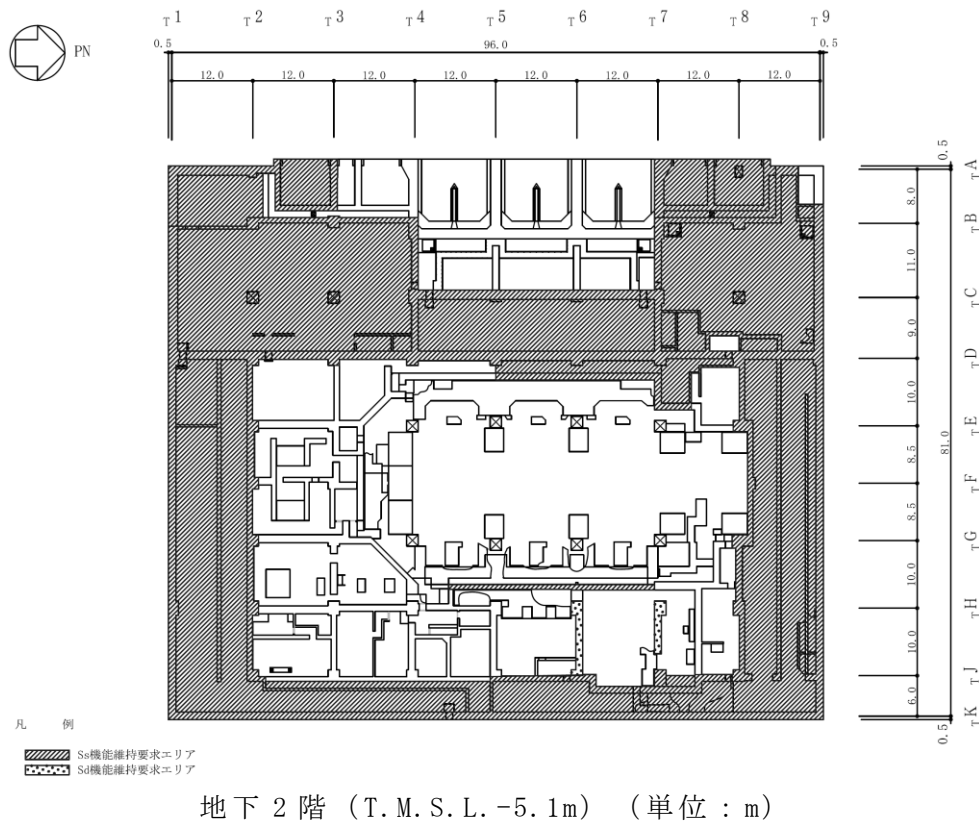 T1 T2 T3 T4 T5 T6 T7 T8 T9
PN
0.5 96.0 0.5
12.0 12.0 12.0 12.0 12.0 12.0 12.0 12.0
0.5
TA
8.0
TB
11.0
TC
9.0
TD
10.0
TE
8.5
81.0
TF
8.5
TG
10.0
TH
10.0
TJ
6.0
TK
0.5
凡 例
Ss機能維持要求エリア
Sd機能維持要求エリア
地下2階 (T.M.S.L.-5.1m) (単位:m)